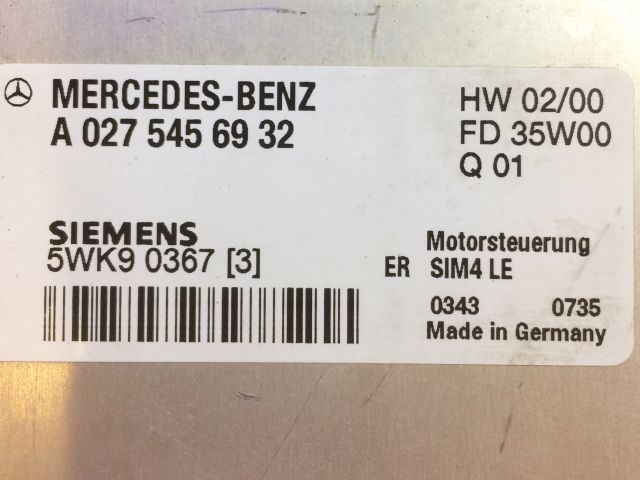 MERCEDES-BENZ
A 027 545 69 32
HW 02/00
FD 35W00
Q 01
SIEMENS
5WK9 0367 [3]
Motorsteuerung
ER SIM4 LE
0343 0735
Made in Germany